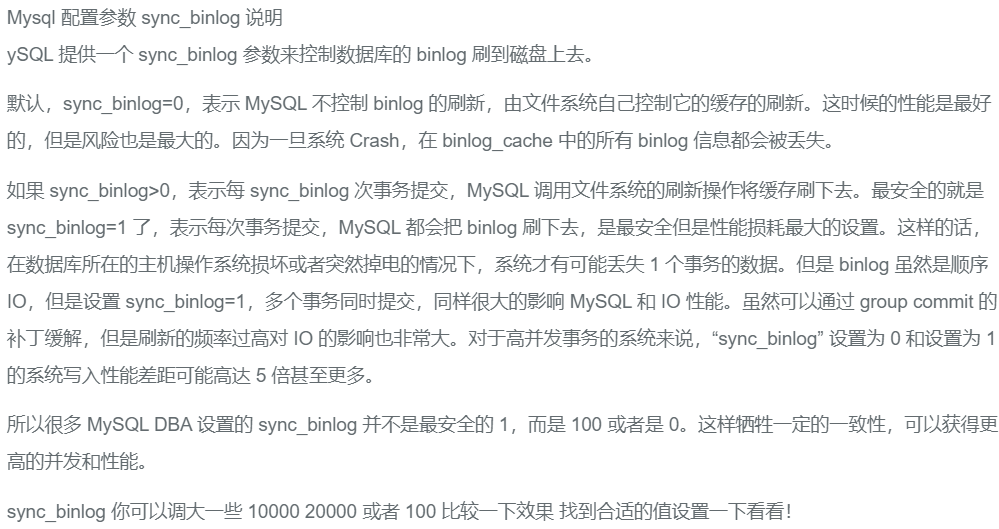 Mysql 配置参数 sync_binlog 说明
ySQL 提供一个 sync_binlog 参数来控制数据库的 binlog 刷到磁盘上去。
默认，sync_binlog=0，表示 MySQL 不控制 binlog 的刷新，由文件系统自己控制它的缓存的刷新。这时候的性能是最好
的，但是风险也是最大的。因为一旦系统 Crash，在 binlog_cache 中的所有 binlog 信息都会被丢失。
如果 sync_binlog>0，表示每 sync_binlog 次事务提交，MySQL 调用文件系统的刷新操作将缓存刷下去。最安全的就是
sync_binlog=1 了，表示每次事务提交，MySQL 都会把 binlog 刷下去，是最安全但是性能损耗最大的设置。这样的话，
在数据库所在的主机操作系统损坏或者突然掉电的情况下，系统才有可能丢失 1 个事务的数据。但是 binlog 虽然是顺序
IO，但是设置 sync_binlog=1，多个事务同时提交，同样很大的影响 MySQL 和 IO 性能。虽然可以通过 group commit 的
补丁缓解，但是刷新的频率过高对 IO 的影响也非常大。对于高并发事务的系统来说，“sync_binlog” 设置为 0 和设置为 1
的系统写入性能差距可能高达 5 倍甚至更多。
所以很多 MySQL DBA 设置的 sync_binlog 并不是最安全的 1，而是 100 或者是 0。这样牺牲一定的一致性，可以获得更
高的并发和性能。
sync_binlog 你可以调大一些 10000 20000 或者 100 比较一下效果 找到合适的值设置一下看看！